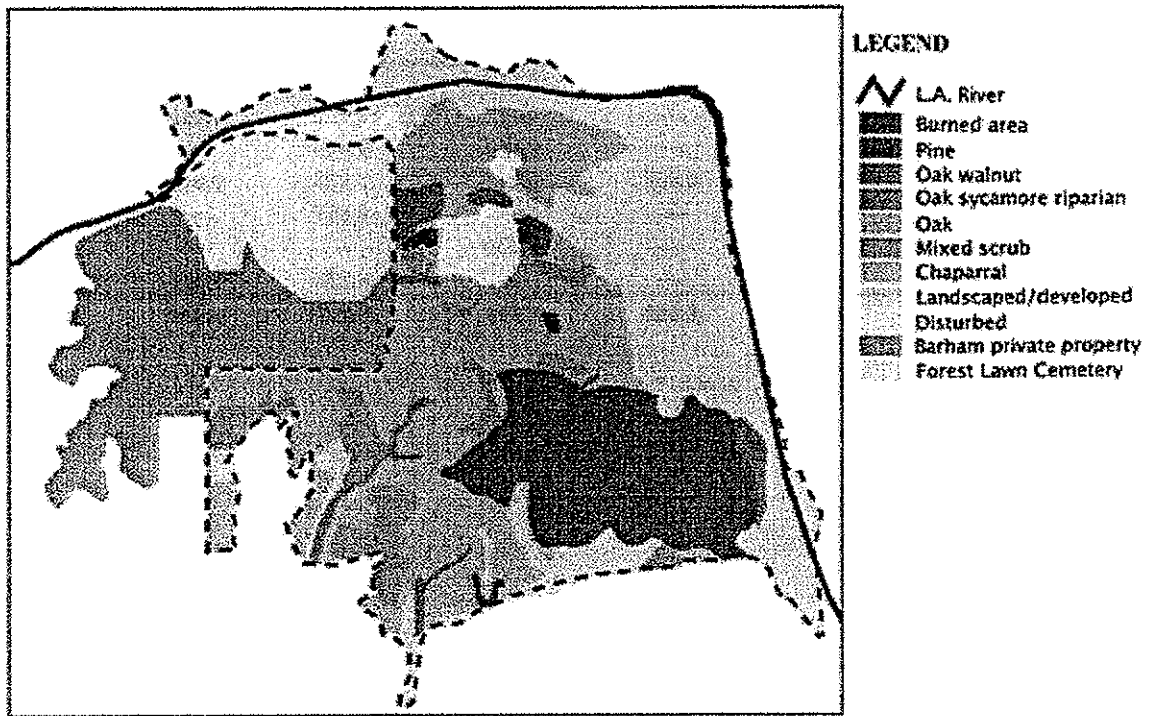 LEGEND
L.A. River
Burned area
Pine
Oak walnut
Oak sycamore riparian
Oak
Mixed scrub
Chaparral
Landscaped/developed
Disturbed
Barham private property
Forest Lawn Cemetery